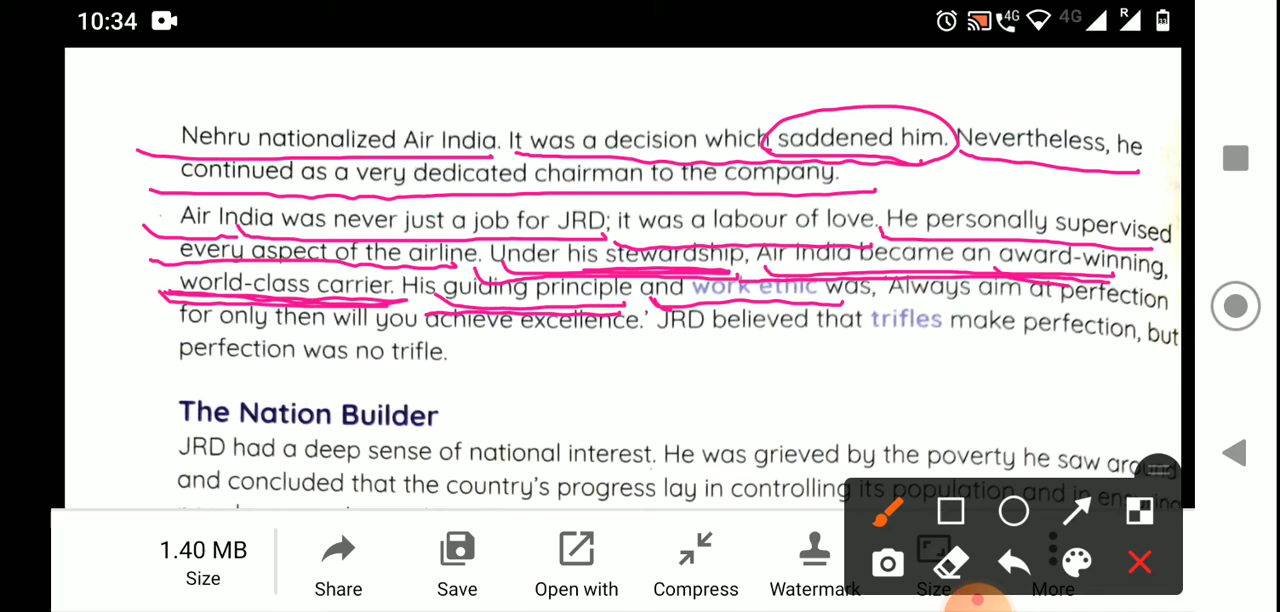 10:34
4G
4G
R
Nehru nationalized Air India. It was a decision which saddened him. Nevertheless, he
continued as a very dedicated chairman to the company.
Air India was never just a job for JRD; it was a labour of love. He personally supervised
every aspect of the airline. Under his stewardship, Air India became an award-winning,
world-class carrier. His guiding principle and work ethic was, 'Always aim at perfection
for only then will you achieve excellence.' JRD believed that trifles make perfection, but
perfection was no trifle.
The Nation Builder
JRD had a deep sense of national interest. He was grieved by the poverty he saw around
and concluded that the country's progress lay in controlling its population and in ensuring
1.40 MB
Size
Share
Save
Open with
Compress
Watermark
Size
More